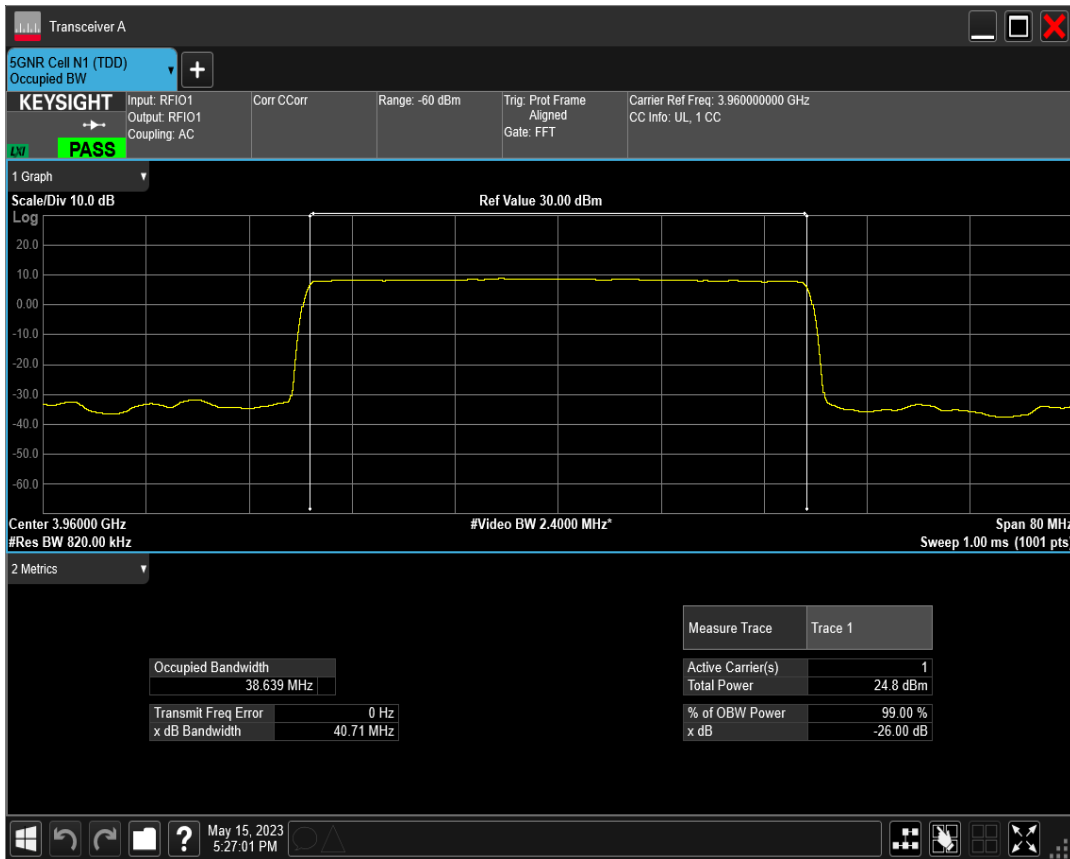 Transceiver A
5GNR Cell N1 (TDD)
Occupied BW
+
KEYSIGHT
LXI
PASS
Input: RFIO1
Output: RFIO1
Coupling: AC
Corr CCorr
Range: -60 dBm
Trig: Prot Frame
Aligned
Gate: FFT
Carrier Ref Freq: 3.960000000 GHz
CC Info: UL, 1 CC
1 Graph
Scale/Div 10.0 dB
Ref Value 30.00 dBm
Log
20.0
10.0
0.00
-10.0
-20.0
-30.0
-40.0
-50.0
-60.0
Center 3.96000 GHz
#Video BW 2.4000 MHz*
Span 80 MHz
#Res BW 820.00 kHz
Sweep 1.00 ms (1001 pts)
2 Metrics
Measure Trace Trace 1
Occupied Bandwidth
38.639 MHz
Transmit Freq Error 0 Hz
x dB Bandwidth 40.71 MHz
Active Carrier(s) 1
Total Power 24.8 dBm
% of OBW Power 99.00 %
x dB -26.00 dB
?
May 15, 2023
5:27:01 PM